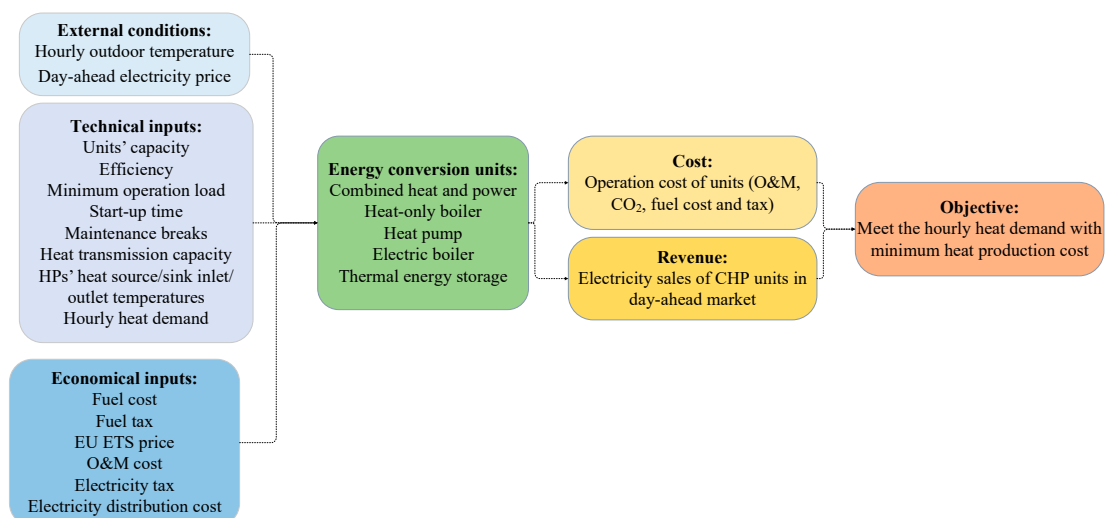 External conditions:
Hourly outdoor temperature
Day-ahead electricity price
Technical inputs:
Units’ capacity
Efficiency
Minimum operation load
Start-up time
Maintenance breaks
Heat transmission capacity
HPs’ heat source/sink inlet/
outlet temperatures
Hourly heat demand
Economical inputs:
Fuel cost
Fuel tax
EU ETS price
O&M cost
Electricity tax
Electricity distribution cost
Energy conversion units:
Combined heat and power
Heat-only boiler
Heat pump
Electric boiler
Thermal energy storage
Cost:
Operation cost of units (O&M,
CO₂, fuel cost and tax)
Revenue:
Electricity sales of CHP units in
day-ahead market
Objective:
Meet the hourly heat demand with
minimum heat production cost